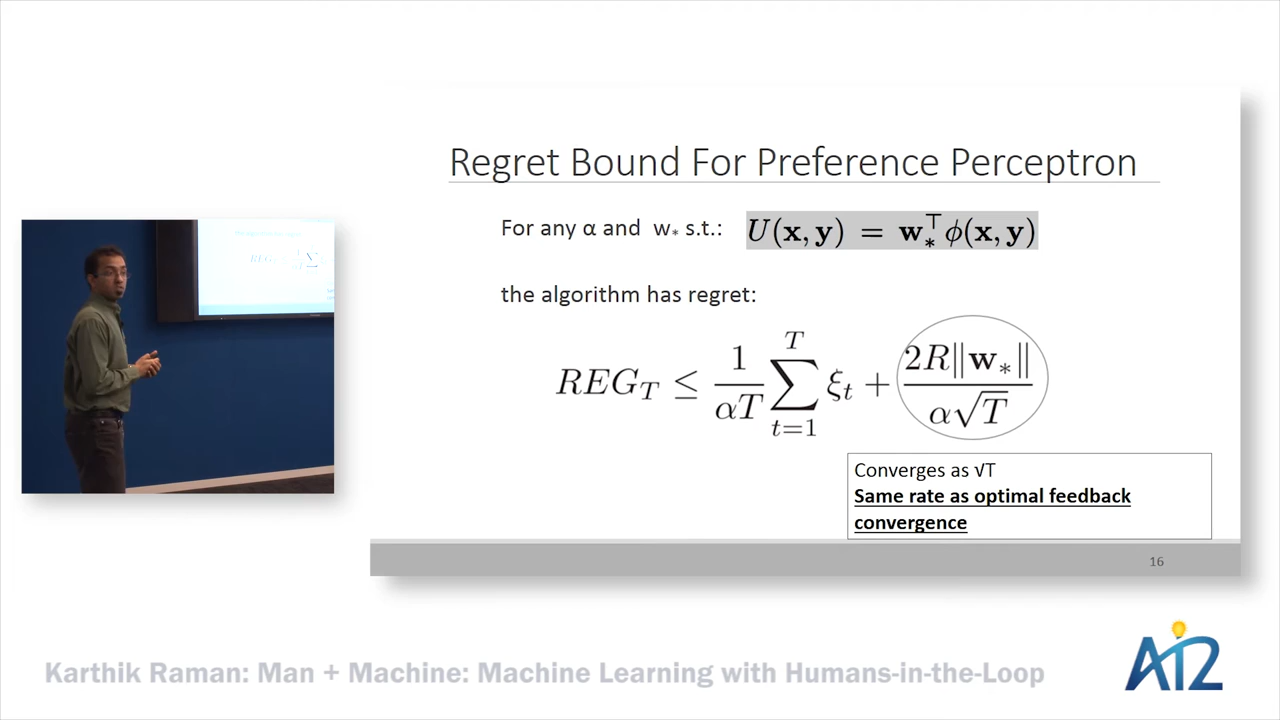 Regret Bound For Preference Perceptron
For any α and w* s.t.: U(x, y) = w*⊤ϕ(x, y)
the algorithm has regret:
REG_T ≤ 1/(αT) ∑_{t=1}^{T} ξ_t + 2R‖w*‖/(α√T)
Converges as √T
Same rate as optimal feedback
convergence
16
AI2
Karthik Raman: Man + Machine: Machine Learning with Humans-in-the-Loop